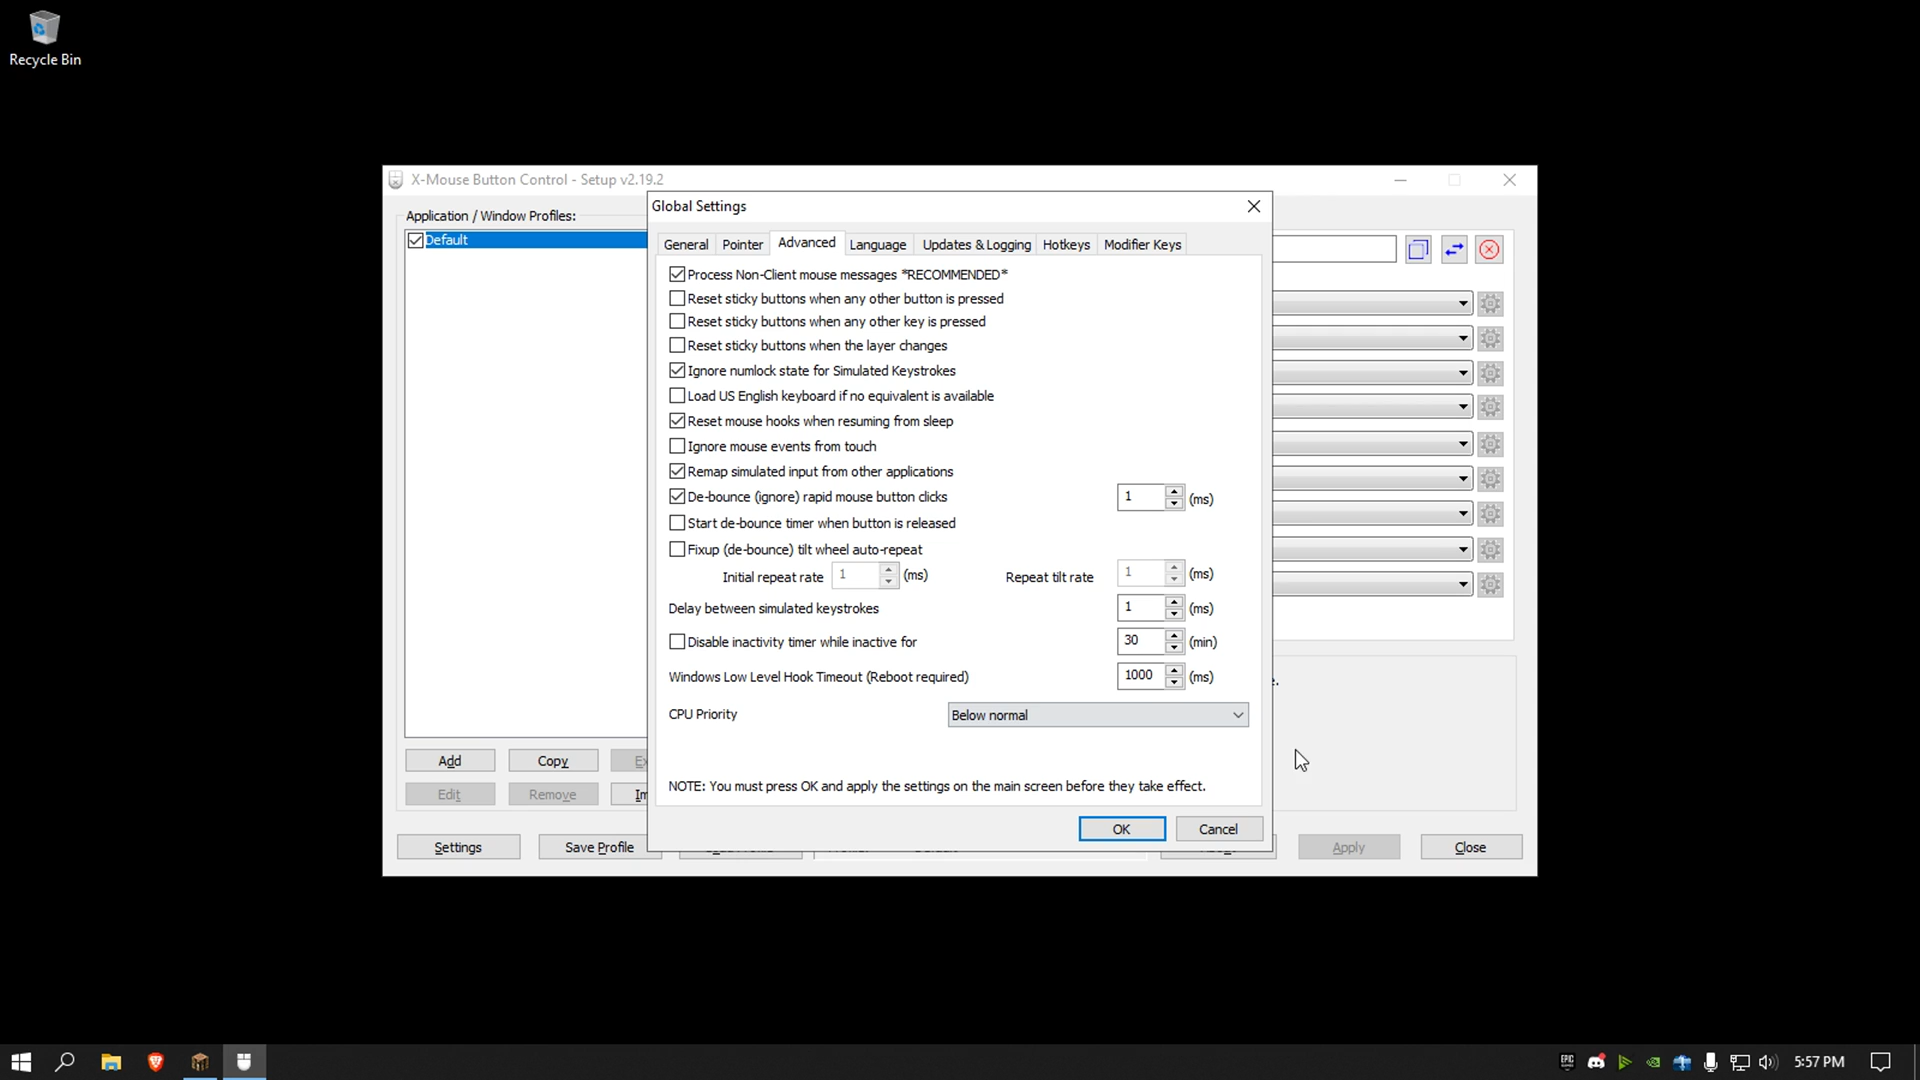 Recycle Bin
X-Mouse Button Control - Setup v2.19.2
Application / Window Profiles:
Default
Global Settings
General Pointer Advanced Language Updates & Logging Hotkeys Modifier Keys
Process Non-Client mouse messages *RECOMMENDED*
Reset sticky buttons when any other button is pressed
Reset sticky buttons when any other key is pressed
Reset sticky buttons when the layer changes
Ignore numlock state for Simulated Keystrokes
Load US English keyboard if no equivalent is available
Reset mouse hooks when resuming from sleep
Ignore mouse events from touch
Remap simulated input from other applications
De-bounce (ignore) rapid mouse button clicks 1 (ms)
Start de-bounce timer when button is released
Fixup (de-bounce) tilt wheel auto-repeat
Initial repeat rate 1 (ms) Repeat tilt rate 1 (ms)
Delay between simulated keystrokes 1 (ms)
Disable inactivity timer while inactive for 30 (min)
Windows Low Level Hook Timeout (Reboot required) 1000 (ms)
CPU Priority Below normal
NOTE: You must press OK and apply the settings on the main screen before they take effect.
OK Cancel
Add Copy Ex
Edit Remove Im
Settings Save Profile Apply Close
EPIC
5:57 PM